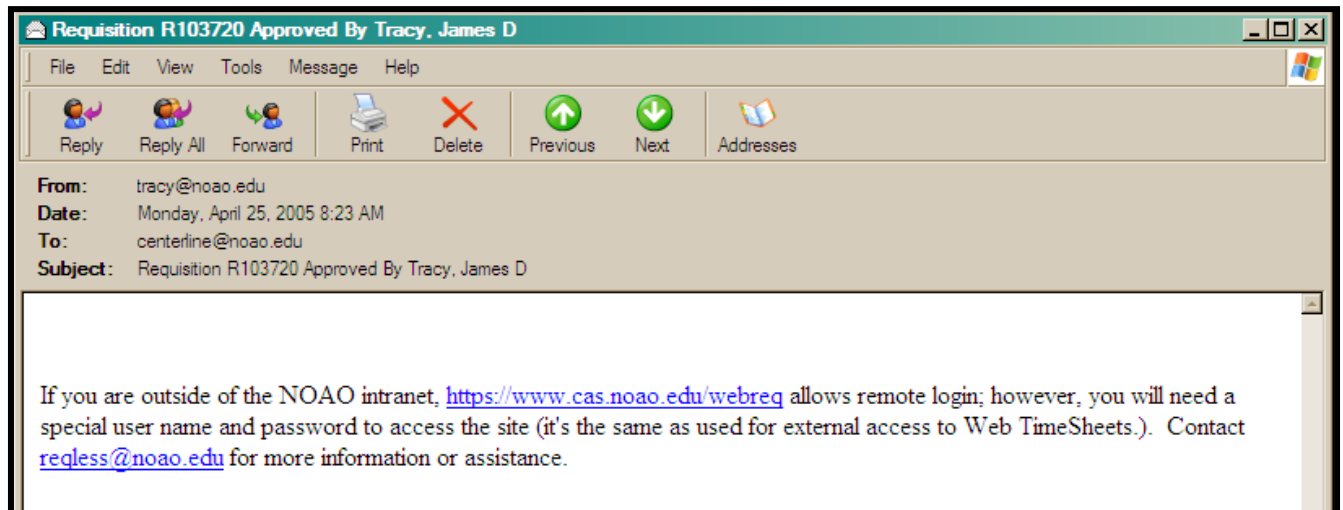 Requisition R103720 Approved By Tracy, James D
File Edit View Tools Message Help
Reply Reply All Forward Print Delete Previous Next Addresses
From: tracy@noao.edu
Date: Monday, April 25, 2005 8:23 AM
To: centerline@noao.edu
Subject: Requisition R103720 Approved By Tracy, James D
If you are outside of the NOAO intranet, https://www.cas.noao.edu/webreq allows remote login; however, you will need a
special user name and password to access the site (it's the same as used for external access to Web TimeSheets.). Contact
reqless@noao.edu for more information or assistance.